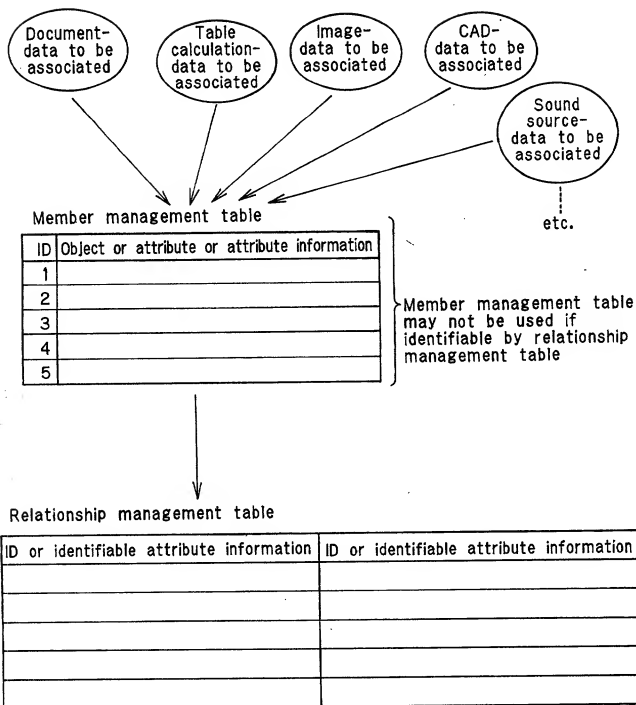 Document-
data to be
associated
Table
calculation-
data to be
associated
Image-
data to be
associated
CAD-
data to be
associated
Sound
source-
data to be
associated
etc.
Member management table
ID Object or attribute or attribute information
1
2
3
4
5
Member management table
may not be used if
identifiable by relationship
management table
Relationship management table
ID or identifiable attribute information ID or identifiable attribute information